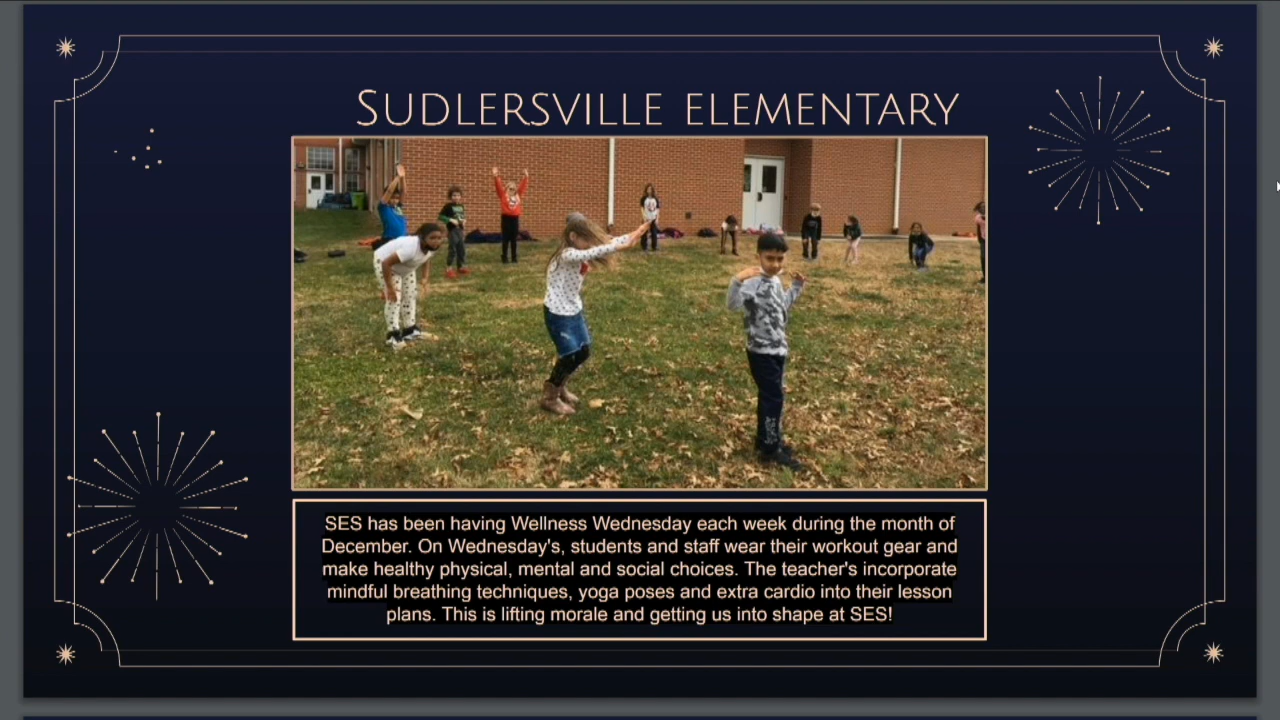 SUDLERSVILLE ELEMENTARY
SES has been having Wellness Wednesday each week during the month of
December. On Wednesday's, students and staff wear their workout gear and
make healthy physical, mental and social choices. The teacher's incorporate
mindful breathing techniques, yoga poses and extra cardio into their lesson
plans. This is lifting morale and getting us into shape at SES!